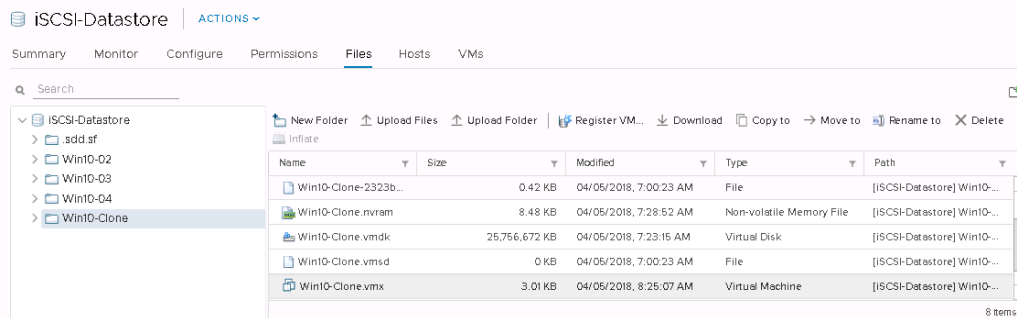 iSCSI-Datastore ACTIONS
Summary Monitor Configure Permissions Files Hosts VMs
Search
iSCSI-Datastore
.sdd.sf
Win10-02
Win10-03
Win10-04
Win10-Clone
New Folder Upload Files Upload Folder Register VM... Download Copy to Move to Rename to Delete
Inflate
Name Size Modified Type Path
Win10-Clone-2323b... 0.42 KB 04/05/2018, 7:00:23 AM File [iSCSI-Datastore] Win10-...
Win10-Clone.nvram 8.48 KB 04/05/2018, 7:28:52 AM Non-volatile Memory File [iSCSI-Datastore] Win10-...
Win10-Clone.vmdk 25,756,672 KB 04/05/2018, 7:23:15 AM Virtual Disk [iSCSI-Datastore] Win10-...
Win10-Clone.vmsd 0 KB 04/05/2018, 7:00:23 AM File [iSCSI-Datastore] Win10-...
Win10-Clone.vmx 3.01 KB 04/05/2018, 8:25:07 AM Virtual Machine [iSCSI-Datastore] Win10-...
8 items